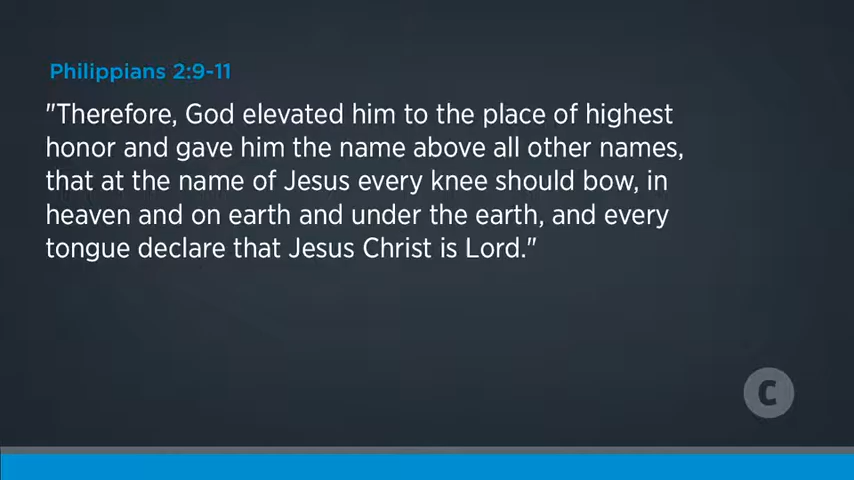 Philippians 2:9-11
"Therefore, God elevated him to the place of highest
honor and gave him the name above all other names,
that at the name of Jesus every knee should bow, in
heaven and on earth and under the earth, and every
tongue declare that Jesus Christ is Lord."
C